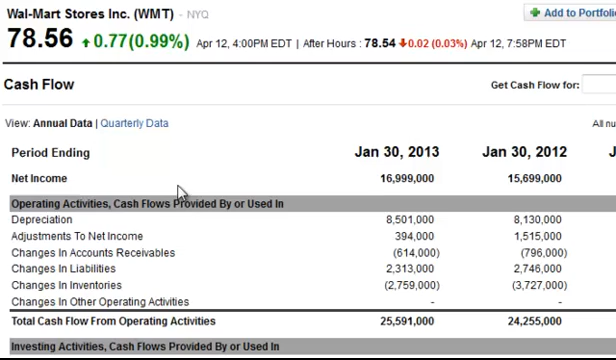 Wal-Mart Stores Inc. (WMT) - NYQ
Add to Portfolio
78.56 0.77(0.99%) Apr 12, 4:00PM EDT | After Hours : 78.54 0.02 (0.03%) Apr 12, 7:58PM EDT
Cash Flow
Get Cash Flow for:
View: Annual Data | Quarterly Data
All
Period Ending Jan 30, 2013 Jan 30, 2012
Net Income 16,999,000 15,699,000
Operating Activities, Cash Flows Provided By or Used In
Depreciation 8,501,000 8,130,000
Adjustments To Net Income 394,000 1,515,000
Changes In Accounts Receivables (614,000) (796,000)
Changes In Liabilities 2,313,000 2,746,000
Changes In Inventories (2,759,000) (3,727,000)
Changes In Other Operating Activities - -
Total Cash Flow From Operating Activities 25,591,000 24,255,000
Investing Activities, Cash Flows Provided By or Used In